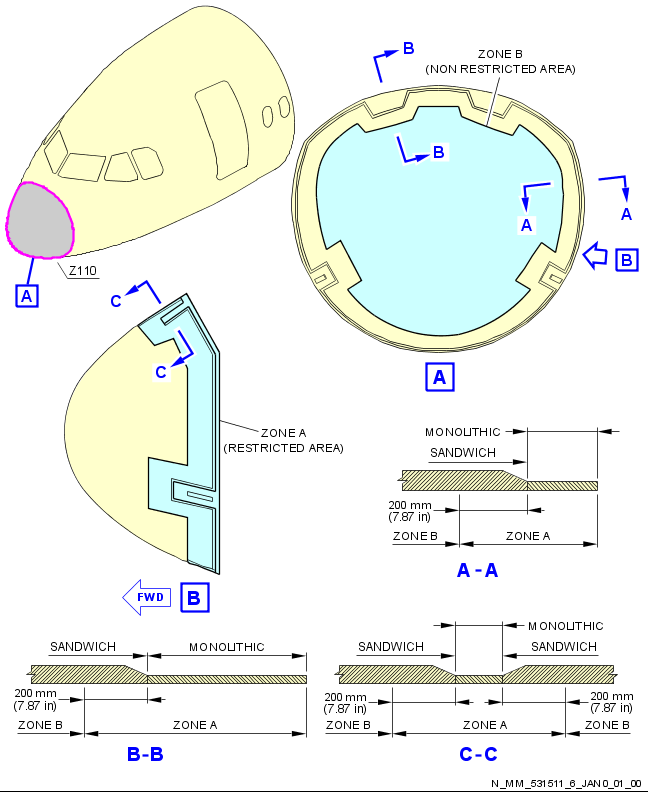 B
ZONE B
(NON RESTRICTED AREA)
B
A
A
B
Z110
A
C
C
A
ZONE A
(RESTRICTED AREA)
MONOLITHIC
SANDWICH
200 mm
(7.87 in)
ZONE B
ZONE A
A-A
FWD
B
SANDWICH
MONOLITHIC
200 mm
(7.87 in)
ZONE B
ZONE A
B-B
MONOLITHIC
SANDWICH
SANDWICH
200 mm
(7.87 in)
200 mm
(7.87 in)
ZONE B
ZONE A
ZONE B
C-C
N_MM_531511_6_JAN0_01_00